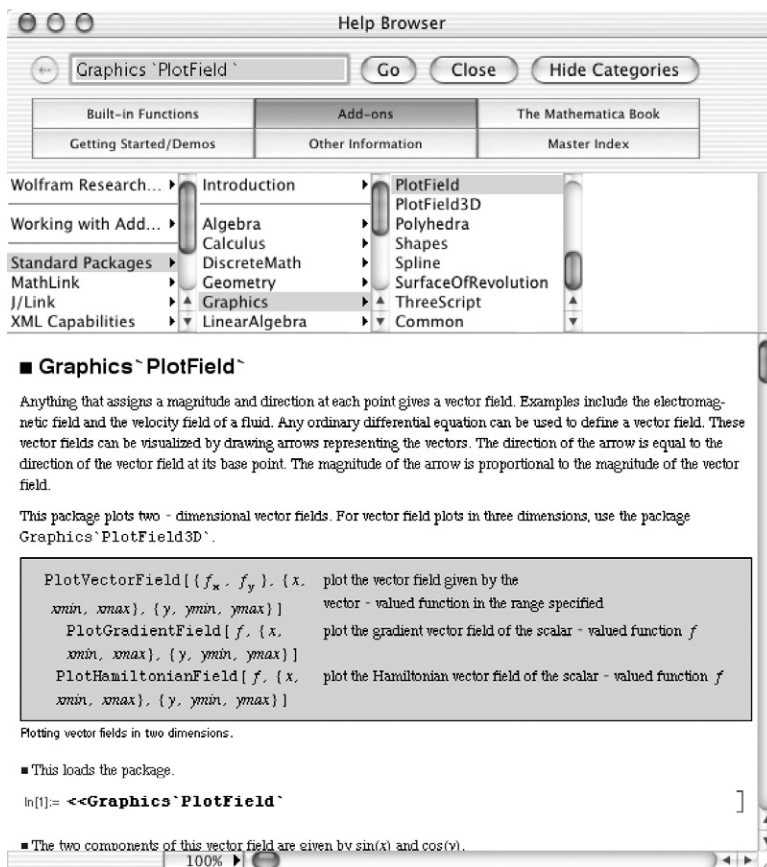 Help Browser
Graphics `PlotField `
Go
Close
Hide Categories
Built-in Functions
Add-ons
The Mathematica Book
Getting Started/Demos
Other Information
Master Index
Wolfram Research...
Working with Add...
Standard Packages
MathLink
J/Link
XML Capabilities
Introduction
Algebra
Calculus
DiscreteMath
Geometry
Graphics
LinearAlgebra
PlotField
PlotField3D
Polyhedra
Shapes
Spline
SurfaceOfRevolution
ThreeScript
Common
■ Graphics`PlotField`
Anything that assigns a magnitude and direction at each point gives a vector field. Examples include the electromag-
netic field and the velocity field of a fluid. Any ordinary differential equation can be used to define a vector field. These
vector fields can be visualized by drawing arrows representing the vectors. The direction of the arrow is equal to the
direction of the vector field at its base point. The magnitude of the arrow is proportional to the magnitude of the vector
field.
This package plots two - dimensional vector fields. For vector field plots in three dimensions, use the package
Graphics`PlotField3D`.
PlotVectorField[{fx, fy}, {x,
xmin, xmax}, {y, ymin, ymax}]
plot the vector field given by the
vector - valued function in the range specified
PlotGradientField[f, {x,
xmin, xmax}, {y, ymin, ymax}]
plot the gradient vector field of the scalar - valued function f
PlotHamiltonianField[f, {x,
xmin, xmax}, {y, ymin, ymax}]
plot the Hamiltonian vector field of the scalar - valued function f
Plotting vector fields in two dimensions.
■ This loads the package.
In[1]:= <<Graphics`PlotField`
■ The two components of this vector field are given by sin(x) and cos(y).
100%